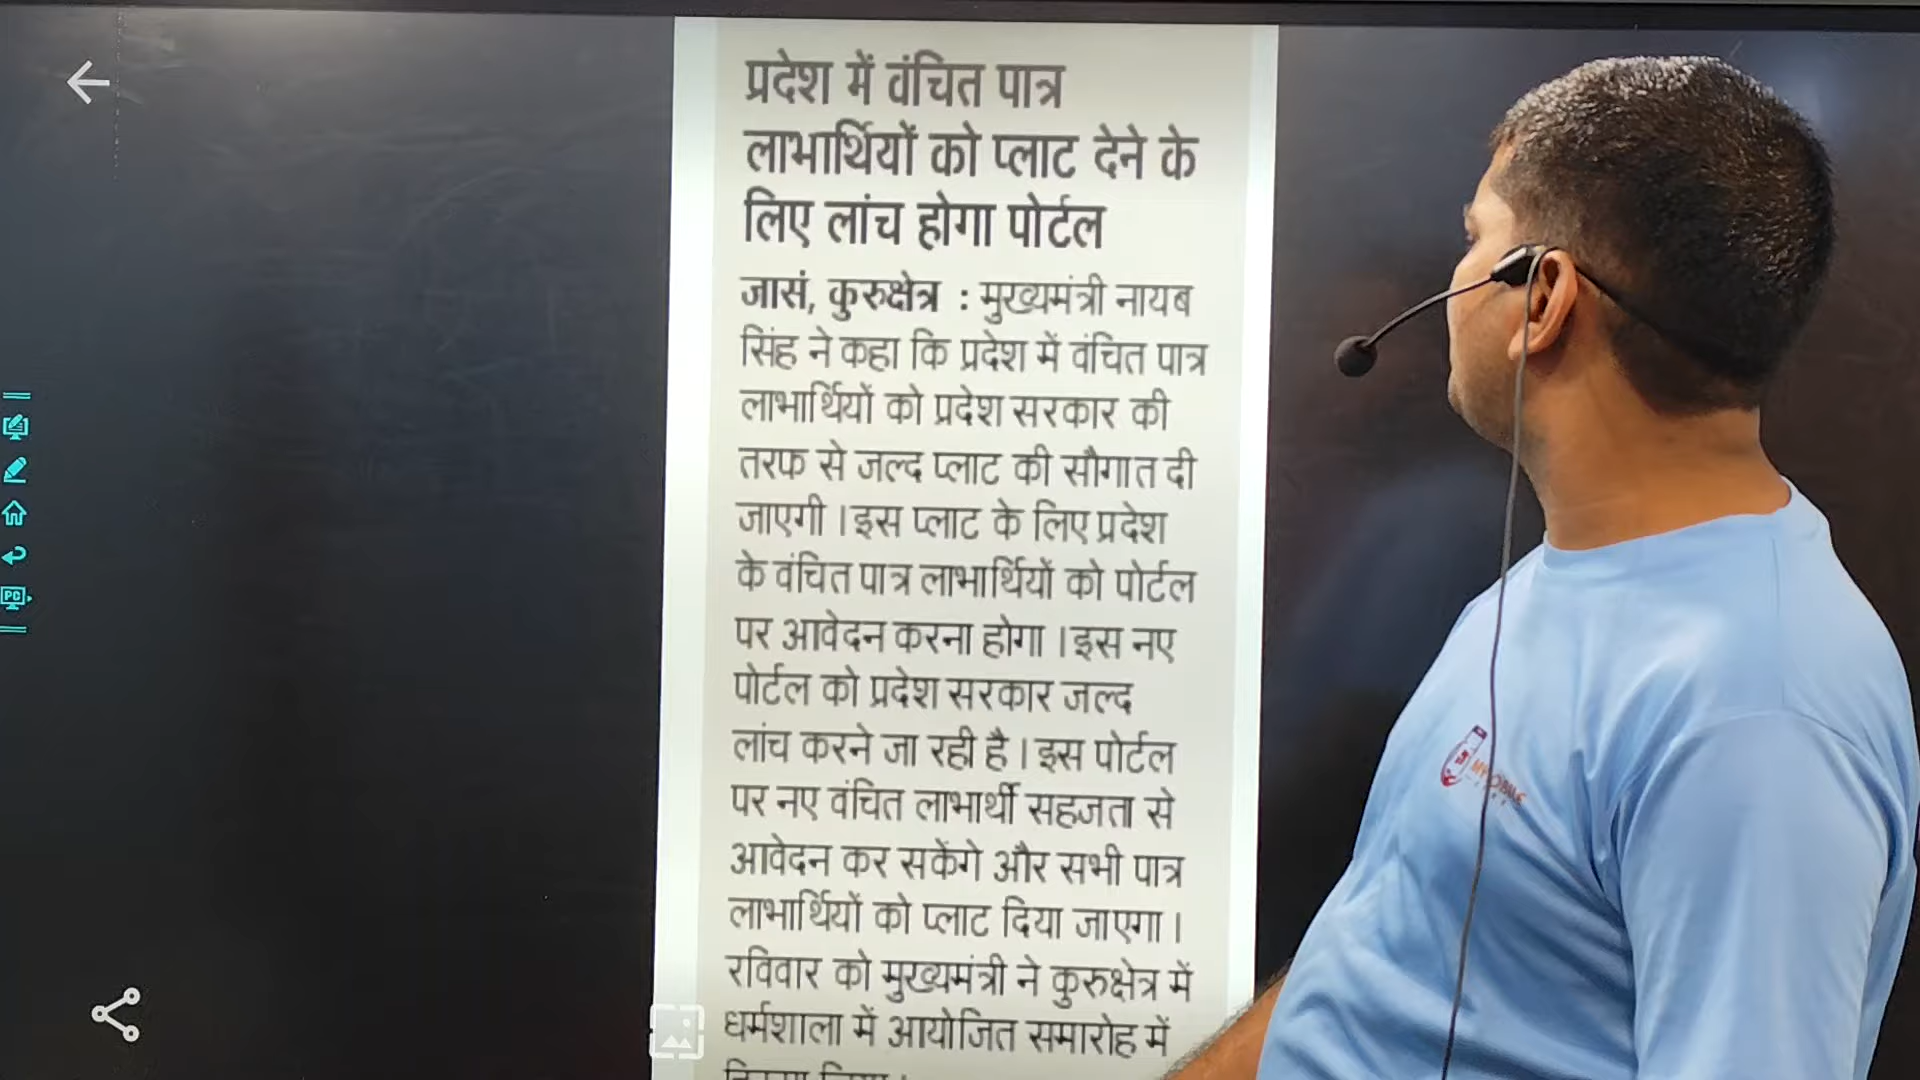 प्रदेश में वंचित पात्र
लाभार्थियों को प्लाट देने के
लिए लांच होगा पोर्टल
जासं, कुरुक्षेत्र : मुख्यमंत्री नायब
सिंह ने कहा कि प्रदेश में वंचित पात्र
लाभार्थियों को प्रदेश सरकार की
तरफ से जल्द प्लाट की सौगात दी
जाएगी । इस प्लाट के लिए प्रदेश
के वंचित पात्र लाभार्थियों को पोर्टल
पर आवेदन करना होगा । इस नए
पोर्टल को प्रदेश सरकार जल्द
लांच करने जा रही है । इस पोर्टल
पर नए वंचित लाभार्थी सहजता से
आवेदन कर सकेंगे और सभी पात्र
लाभार्थियों को प्लाट दिया जाएगा ।
रविवार को मुख्यमंत्री ने कुरुक्षेत्र में
धर्मशाला में आयोजित समारोह में
PC